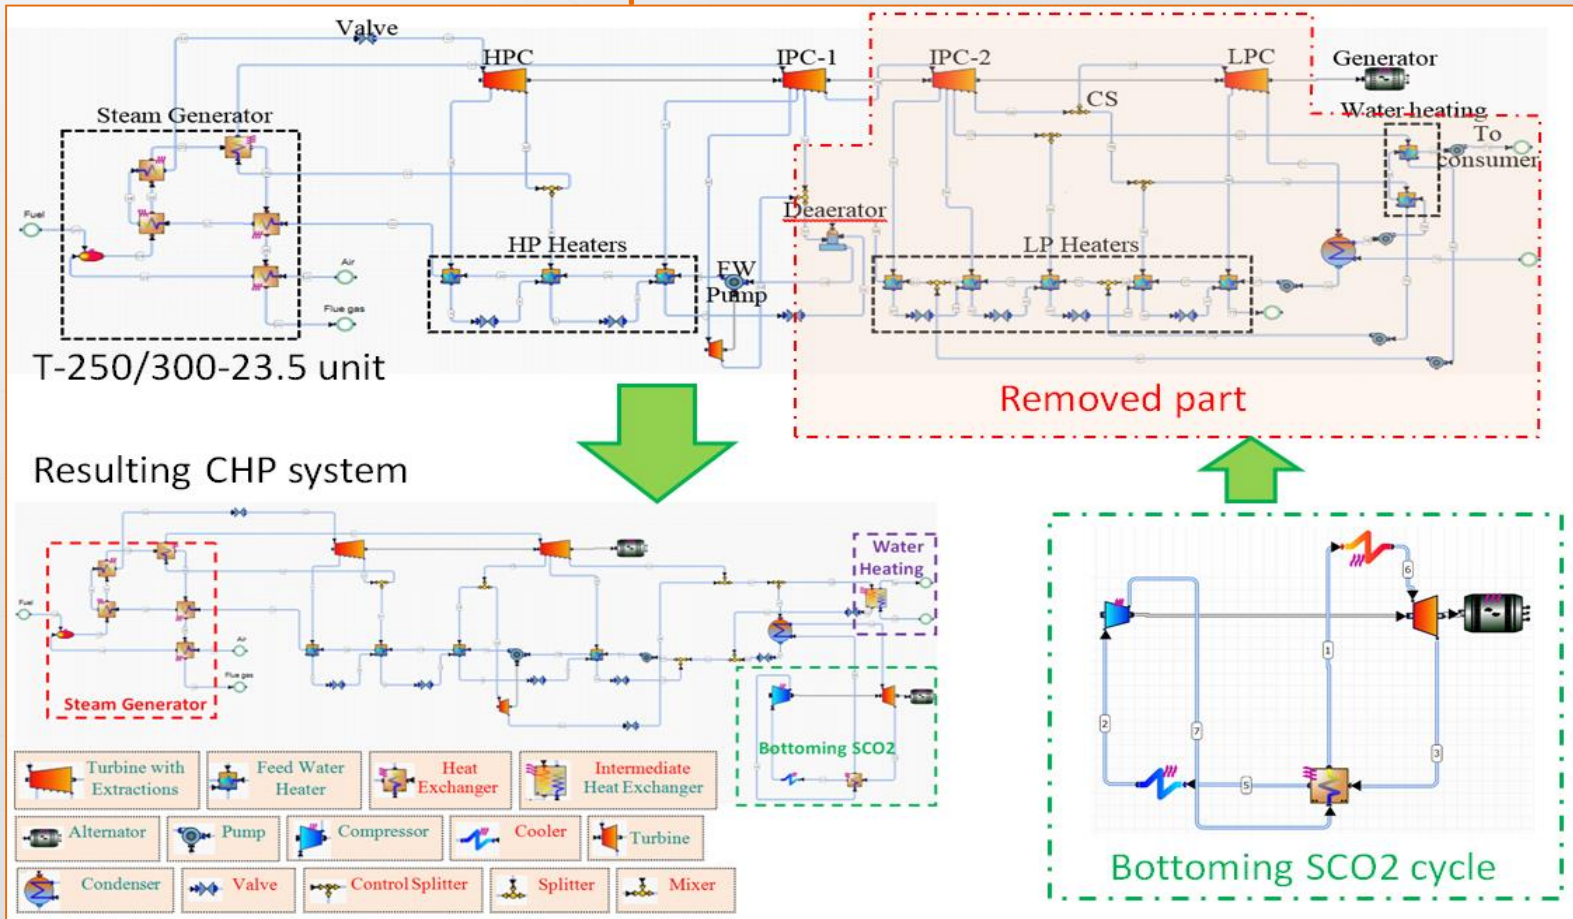 Valve
HPC
IPC-1
IPC-2
LPC
Generator
CS
Steam Generator
Water heating
To
consumer
Fuel
Deaerator
HP Heaters
LP Heaters
FW
Pump
Air
Flue gas
T-250/300-23.5 unit
Removed part
Resulting CHP system
Water
Heating
Fuel
Air
Flue gas
Steam Generator
Bottoming SCO2
6
1
2
7
3
5
Bottoming SCO2 cycle
Turbine with
Extractions
Feed Water
Heater
Heat
Exchanger
Intermediate
Heat Exchanger
Alternator
Pump
Compressor
Cooler
Turbine
Condenser
Valve
Control Splitter
Splitter
Mixer